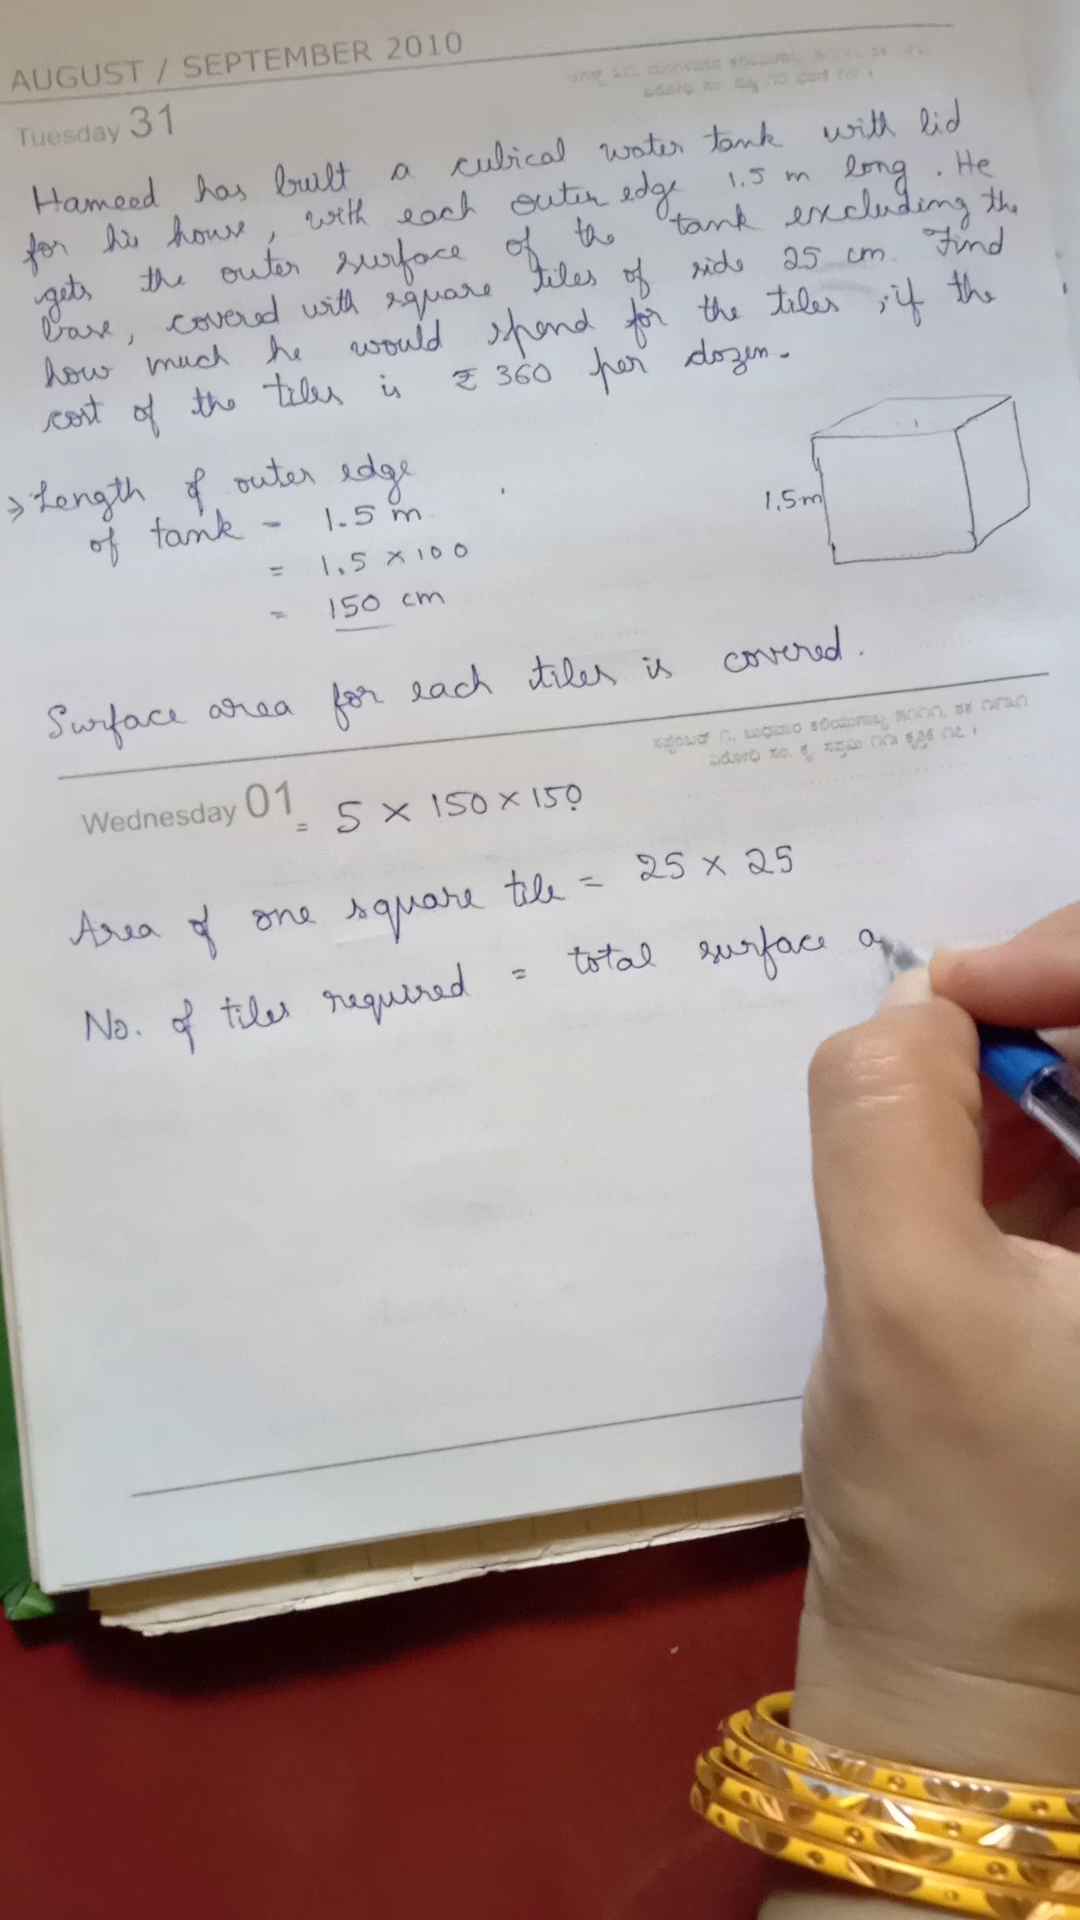 AUGUST / SEPTEMBER 2010
Tuesday 31
Hameed has built a cubical water tank with lid
for his house, with each outer edge 1.5 m long. He
gets the outer surface of the tank excluding the
base, covered with square tiles of side 25 cm. Find
how much he would spend for the tiles, if the
cost of the tiles is ₹ 360 per dozen.
⇒ Length of outer edge
of tank = 1.5 m
= 1.5 × 100
= 150 cm
1.5m
Surface area for each tiles is covered.
Wednesday 01
= 5 × 150 × 150
Area of one square tile = 25 × 25
No. of tiles required = total surface a